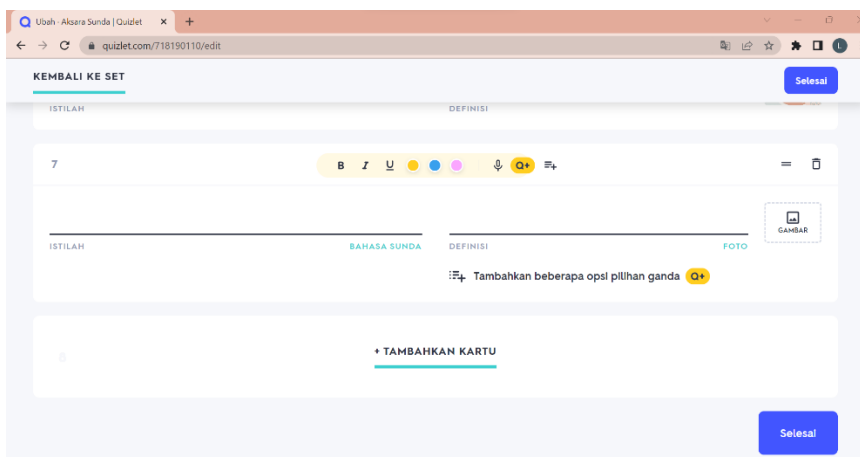 Ubah - Aksara Sunda | Quizlet
quizlet.com/718190110/edit
L
KEMBALI KE SET
Selesai
ISTILAH DEFINISI
7 B I U Q+
ISTILAH BAHASA SUNDA DEFINISI FOTO
GAMBAR
Tambahkan beberapa opsi pilihan ganda Q+
8 + TAMBAHKAN KARTU
Selesai